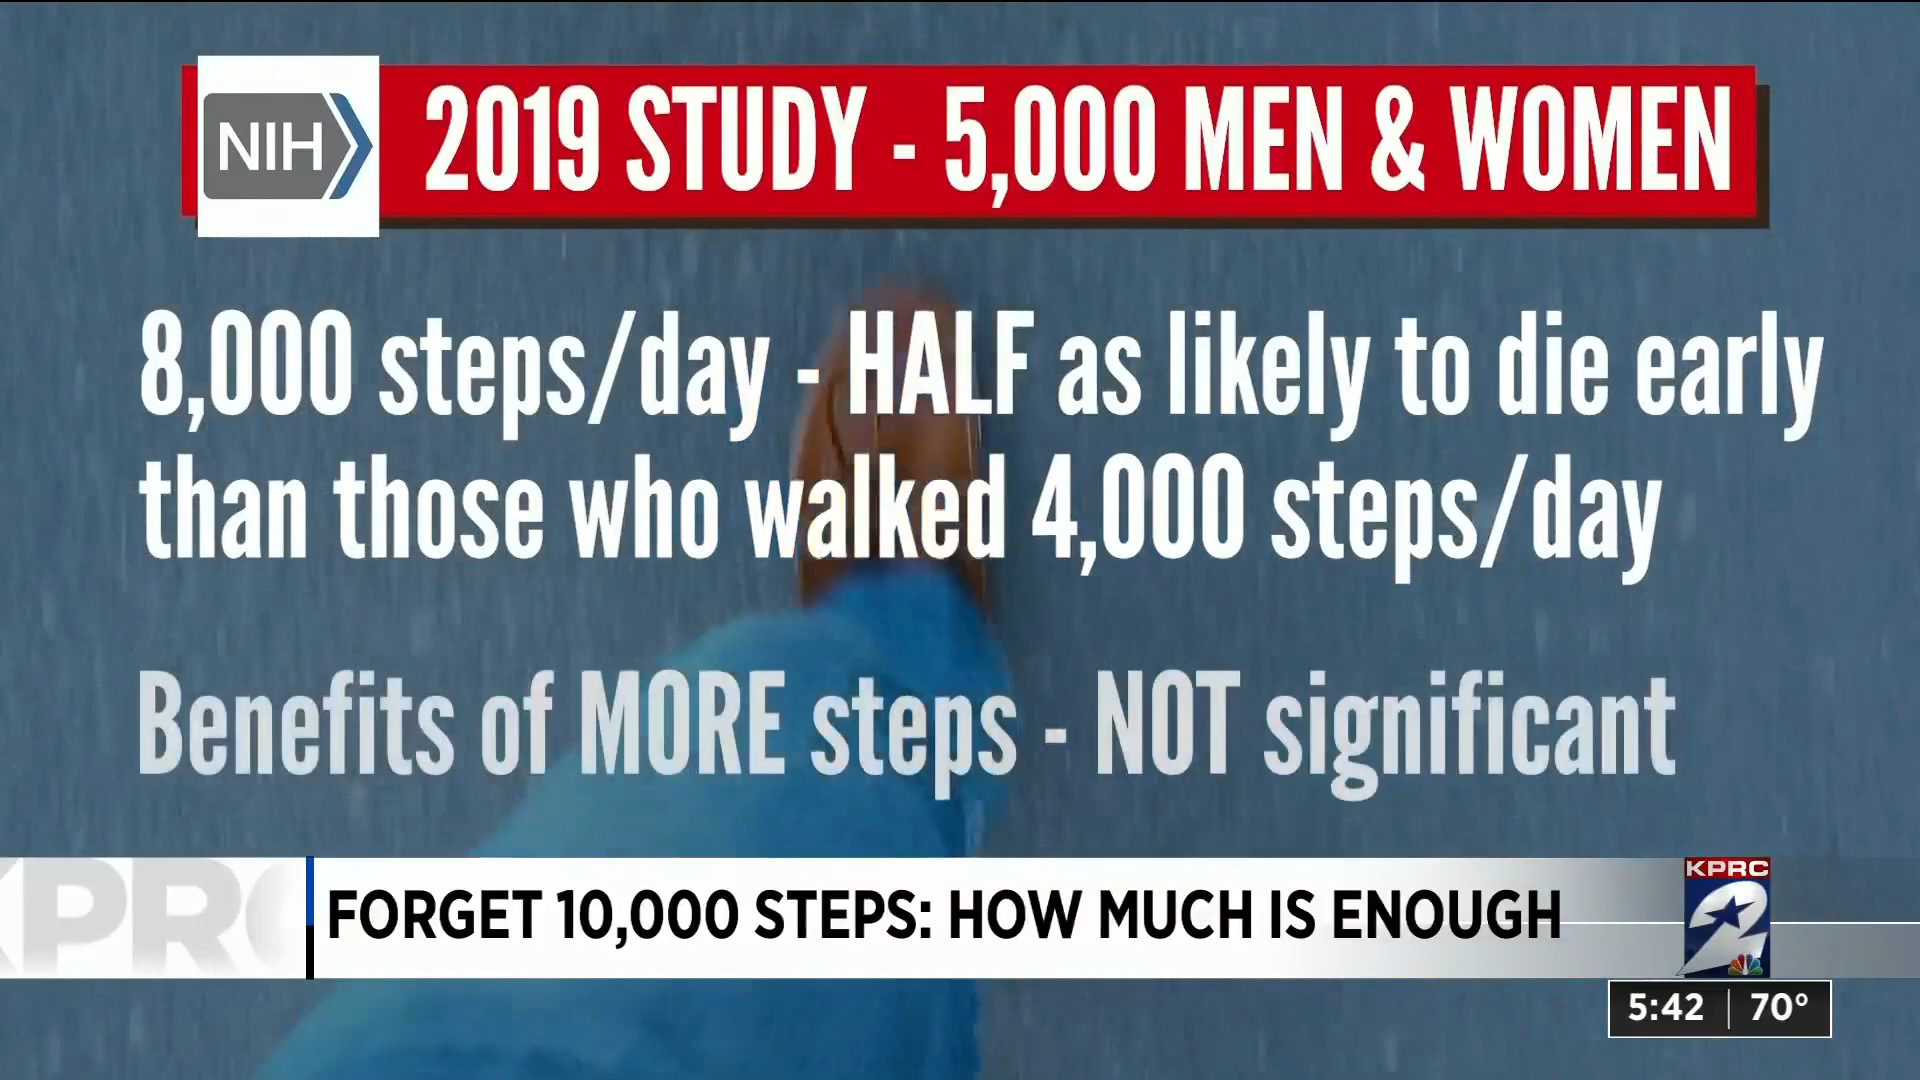 NIH
2019 STUDY - 5,000 MEN & WOMEN
8,000 steps/day - HALF as likely to die early
than those who walked 4,000 steps/day
Benefits of MORE steps - NOT significant
KPRC
FORGET 10,000 STEPS: HOW MUCH IS ENOUGH
KPRC
2
5:42 70°